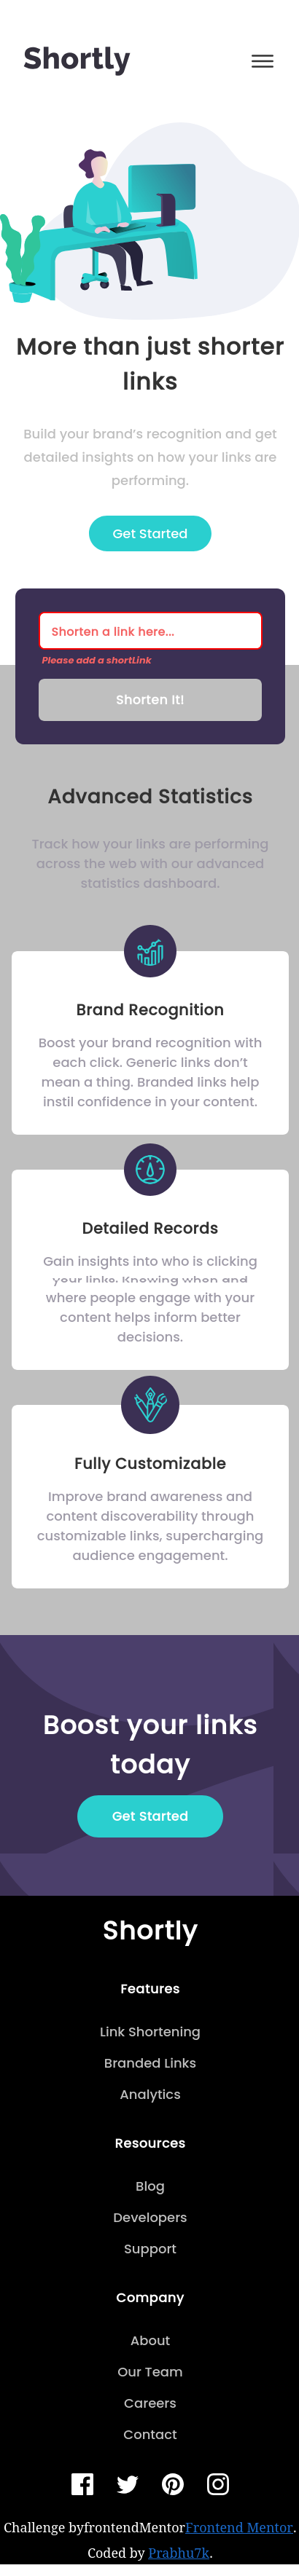 Shortly
More than just shorter
links
Build your brand’s recognition and get
detailed insights on how your links are
performing.
Get Started
Shorten a link here...
Please add a shortLink
Shorten It!
Advanced Statistics
Track how your links are performing
across the web with our advanced
statistics dashboard.
Brand Recognition
Boost your brand recognition with
each click. Generic links don’t
mean a thing. Branded links help
instil confidence in your content.
Detailed Records
Gain insights into who is clicking
your links. Knowing when and
where people engage with your
content helps inform better
decisions.
Fully Customizable
Improve brand awareness and
content discoverability through
customizable links, supercharging
audience engagement.
Boost your links
today
Get Started
Shortly
Features
Link Shortening
Branded Links
Analytics
Resources
Blog
Developers
Support
Company
About
Our Team
Careers
Contact
Challenge byfrontendMentorFrontend Mentor.
Coded by Prabhu7k.